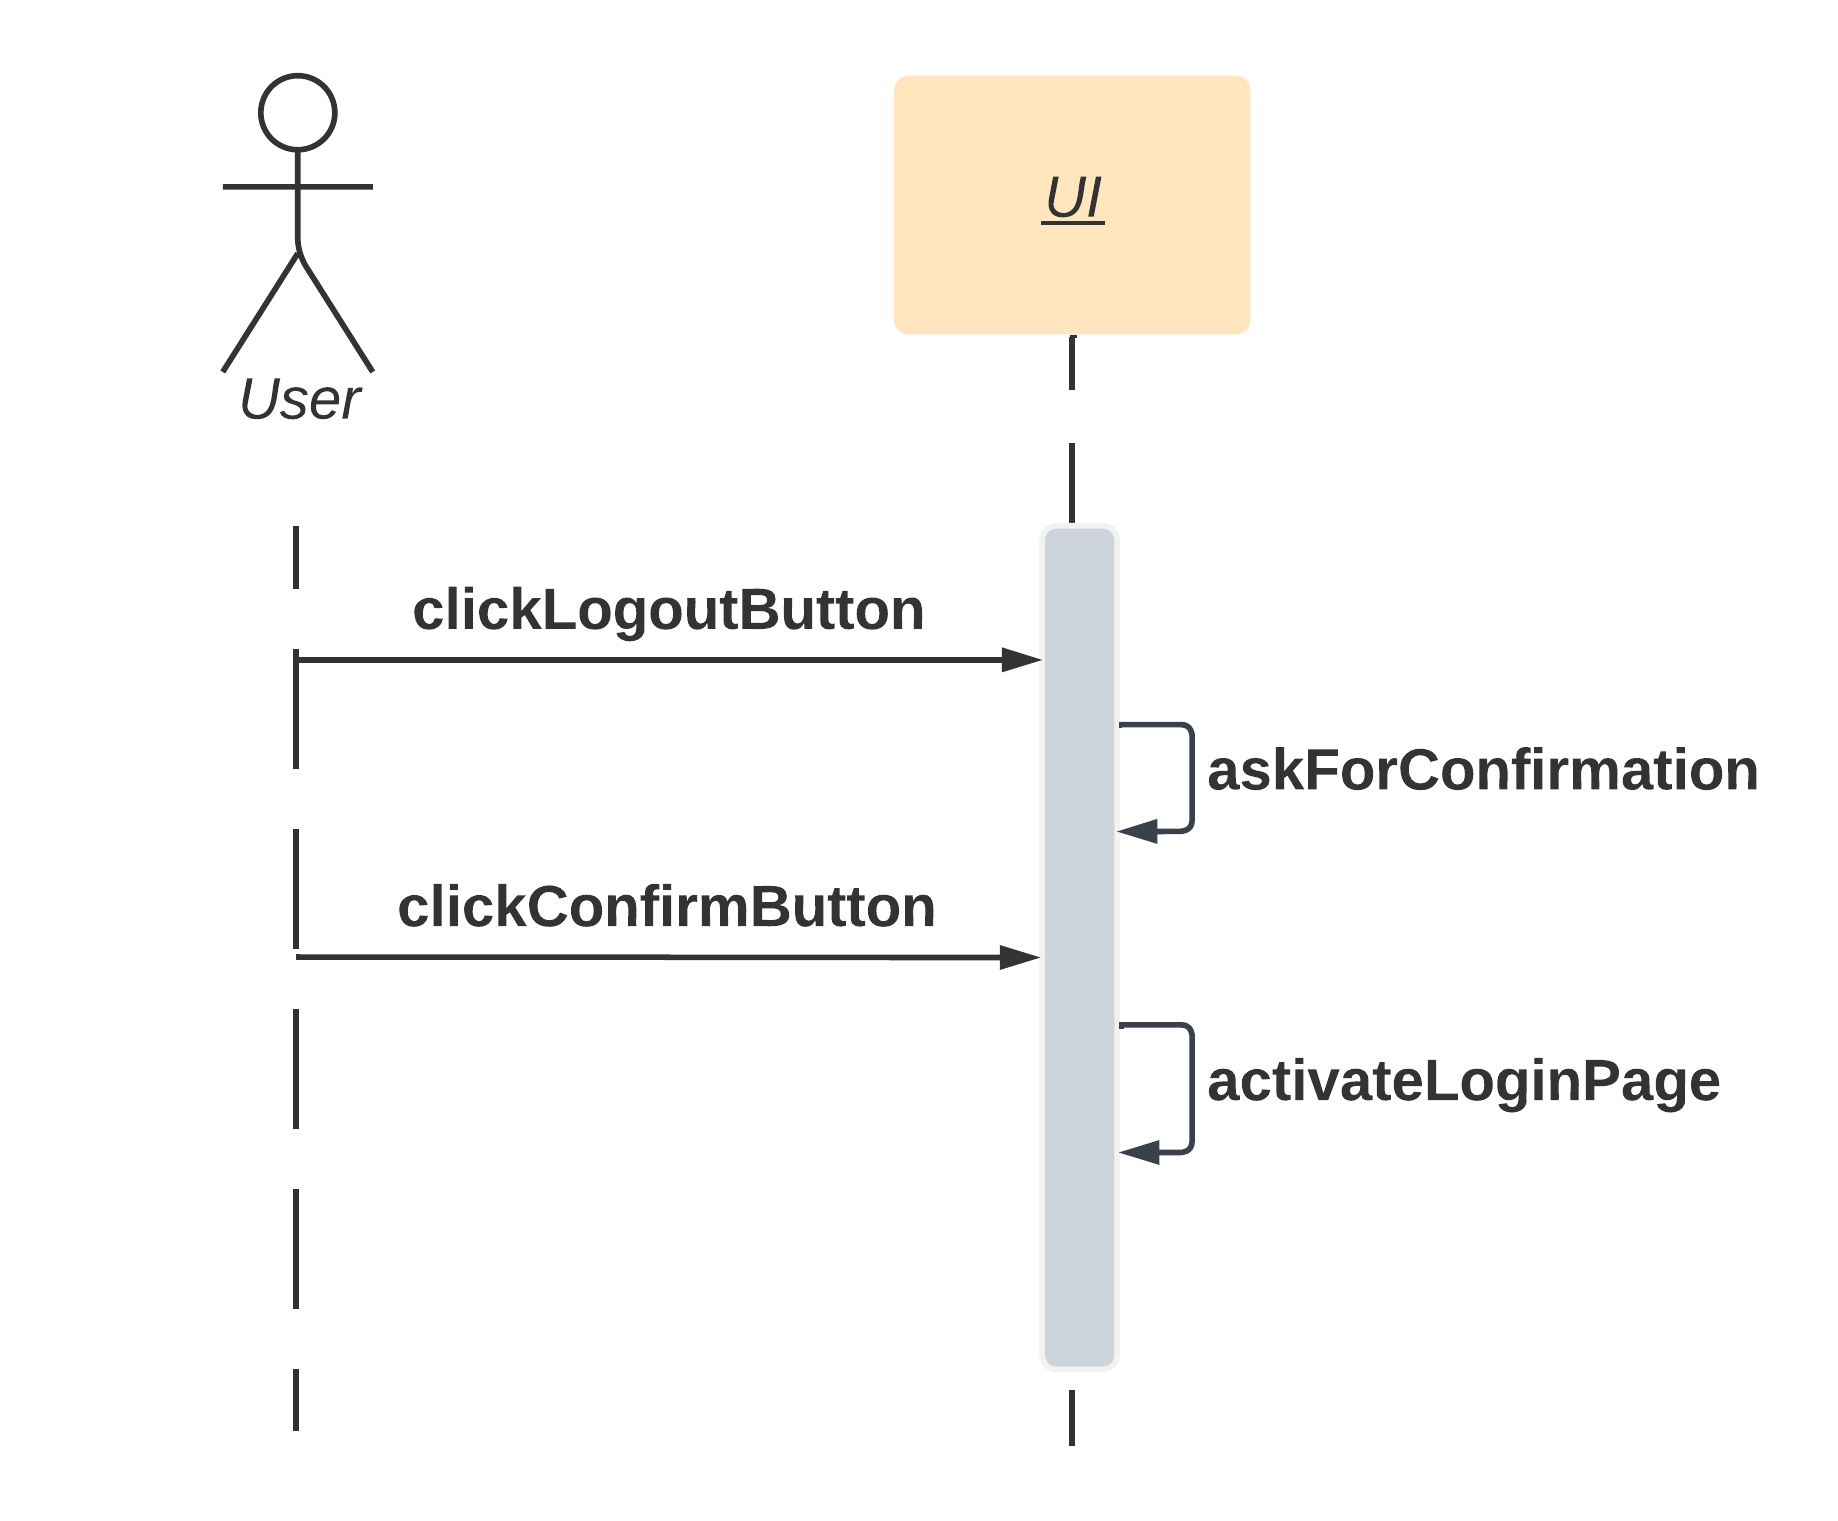 UI
User
clickLogoutButton
askForConfirmation
clickConfirmButton
activateLoginPage